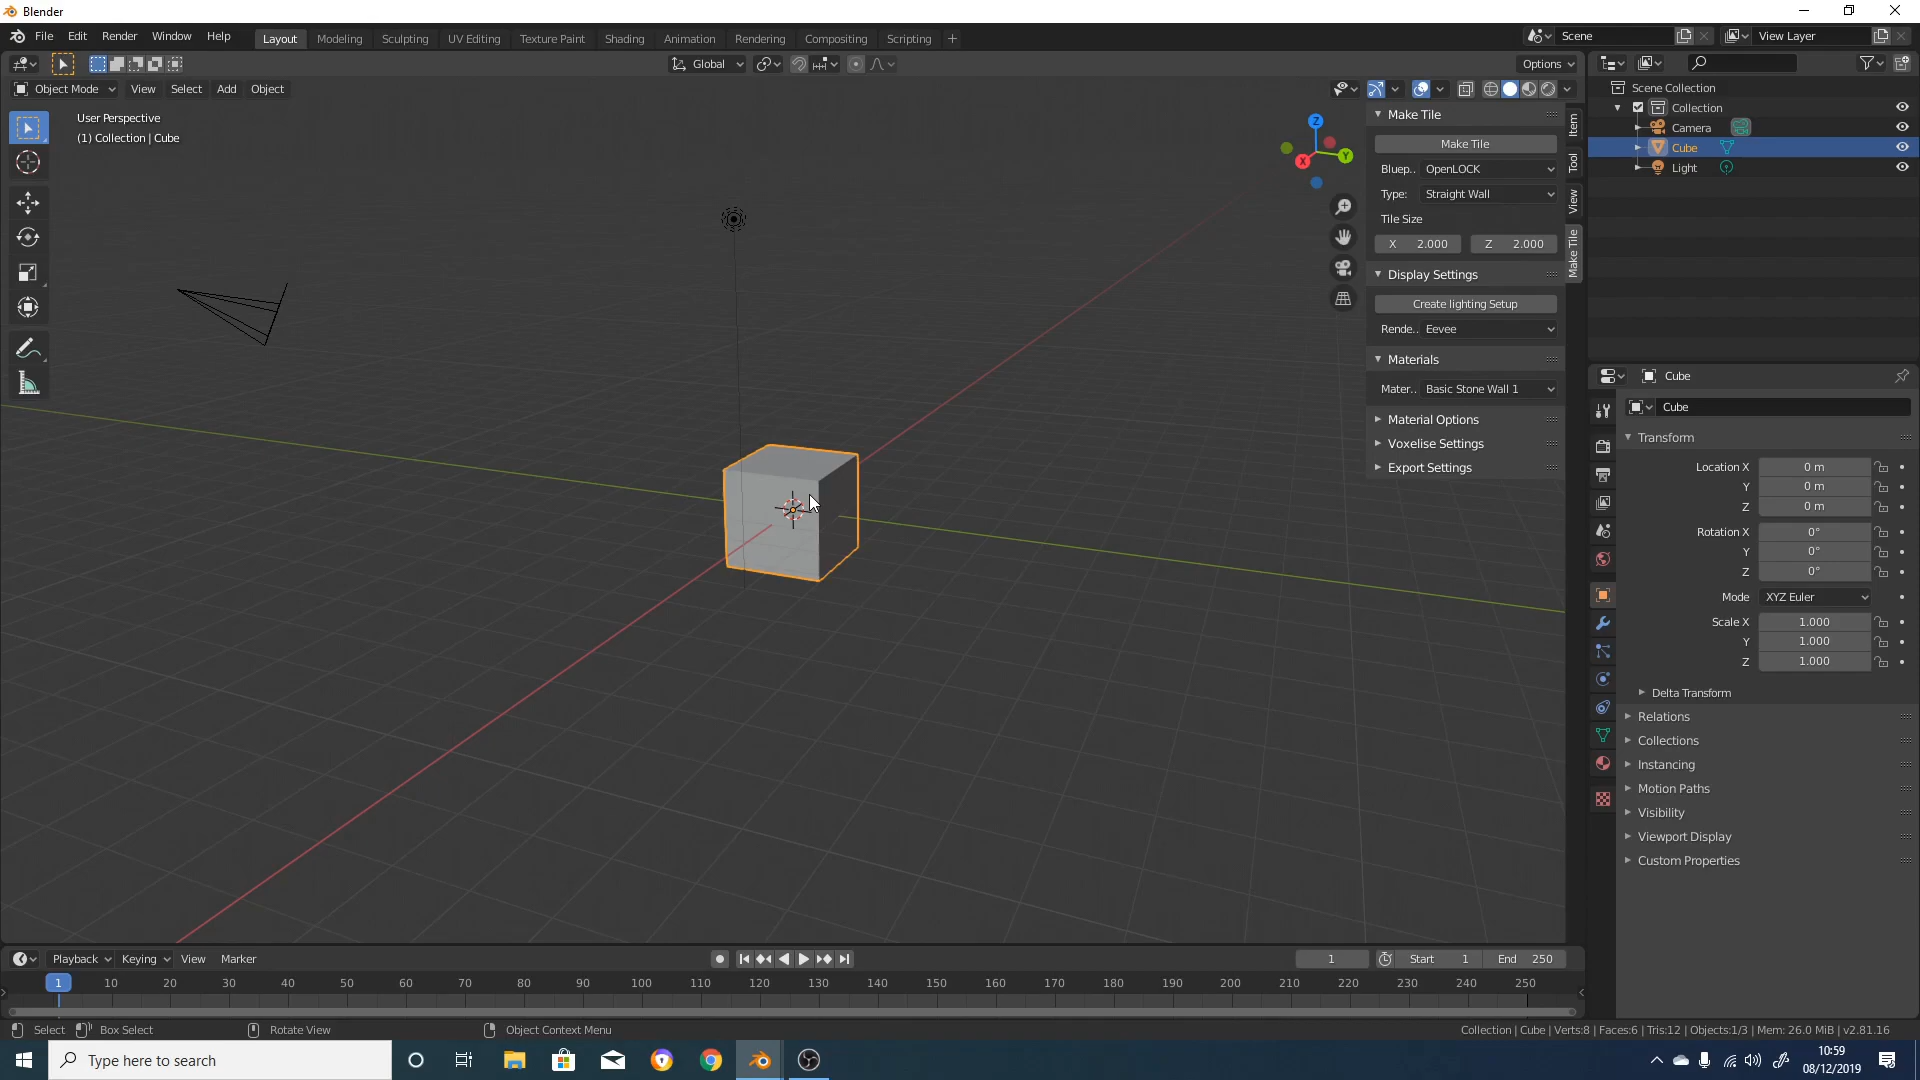 Blender
File Edit Render Window Help Layout Modeling Sculpting UV Editing Texture Paint Shading Animation Rendering Compositing Scripting + Scene View Layer
Global Options
Object Mode View Select Add Object
User Perspective
(1) Collection | Cube
Z
Y
X
Make Tile
Make Tile
Bluep.. OpenLOCK
Type: Straight Wall
Tile Size
X 2.000 Z 2.000
Display Settings
Create lighting Setup
Rende.. Eevee
Materials
Mater.. Basic Stone Wall 1
Material Options
Voxelise Settings
Export Settings
Item
Tool
View
Make Tile
Scene Collection
Collection
Camera
Cube
Light
Cube
Cube
Transform
Location X 0 m
Y 0 m
Z 0 m
Rotation X 0°
Y 0°
Z 0°
Mode XYZ Euler
Scale X 1.000
Y 1.000
Z 1.000
Delta Transform
Relations
Collections
Instancing
Motion Paths
Visibility
Viewport Display
Custom Properties
Playback Keying View Marker 1 Start 1 End 250
1 10 20 30 40 50 60 70 80 90 100 110 120 130 140 150 160 170 180 190 200 210 220 230 240 250
Select Box Select Rotate View Object Context Menu Collection | Cube | Verts:8 | Faces:6 | Tris:12 | Objects:1/3 | Mem: 26.0 MiB | v2.81.16
Type here to search
10:59
08/12/2019